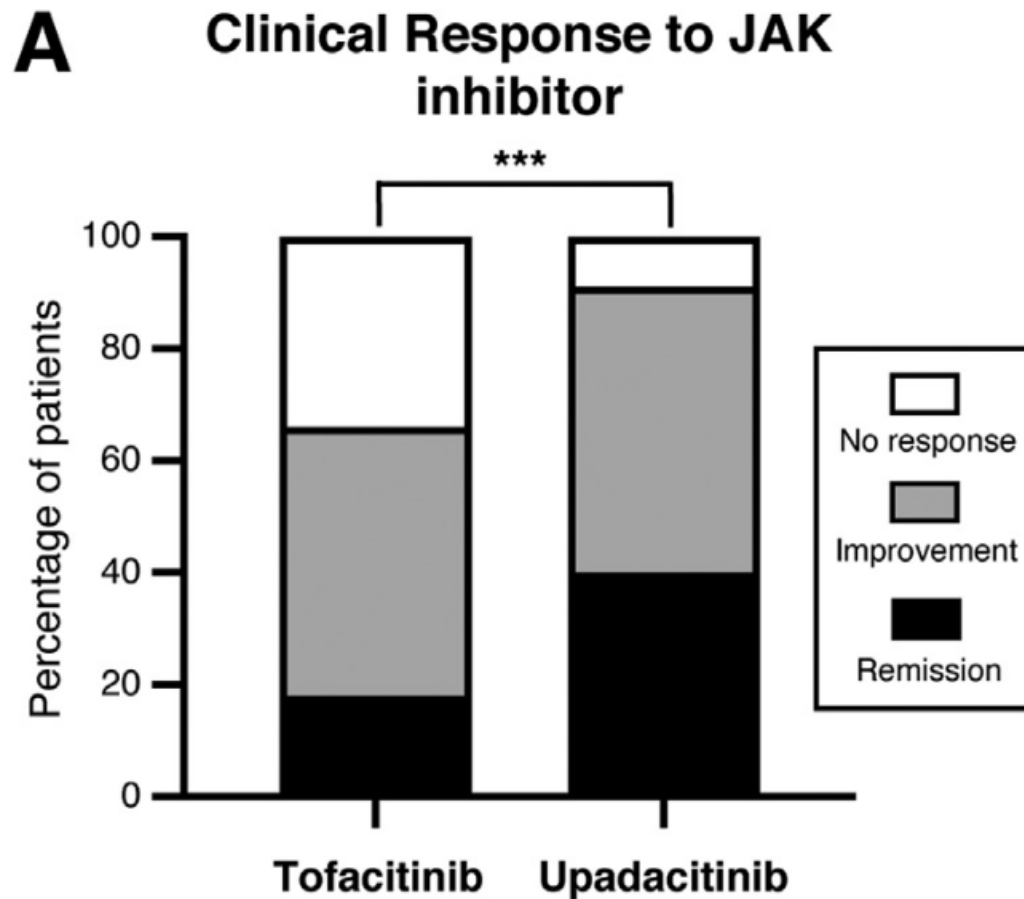 A
Clinical Response to JAK
inhibitor
***
Percentage of patients
100
80
60
40
20
0
Tofacitinib
Upadacitinib
No response
Improvement
Remission